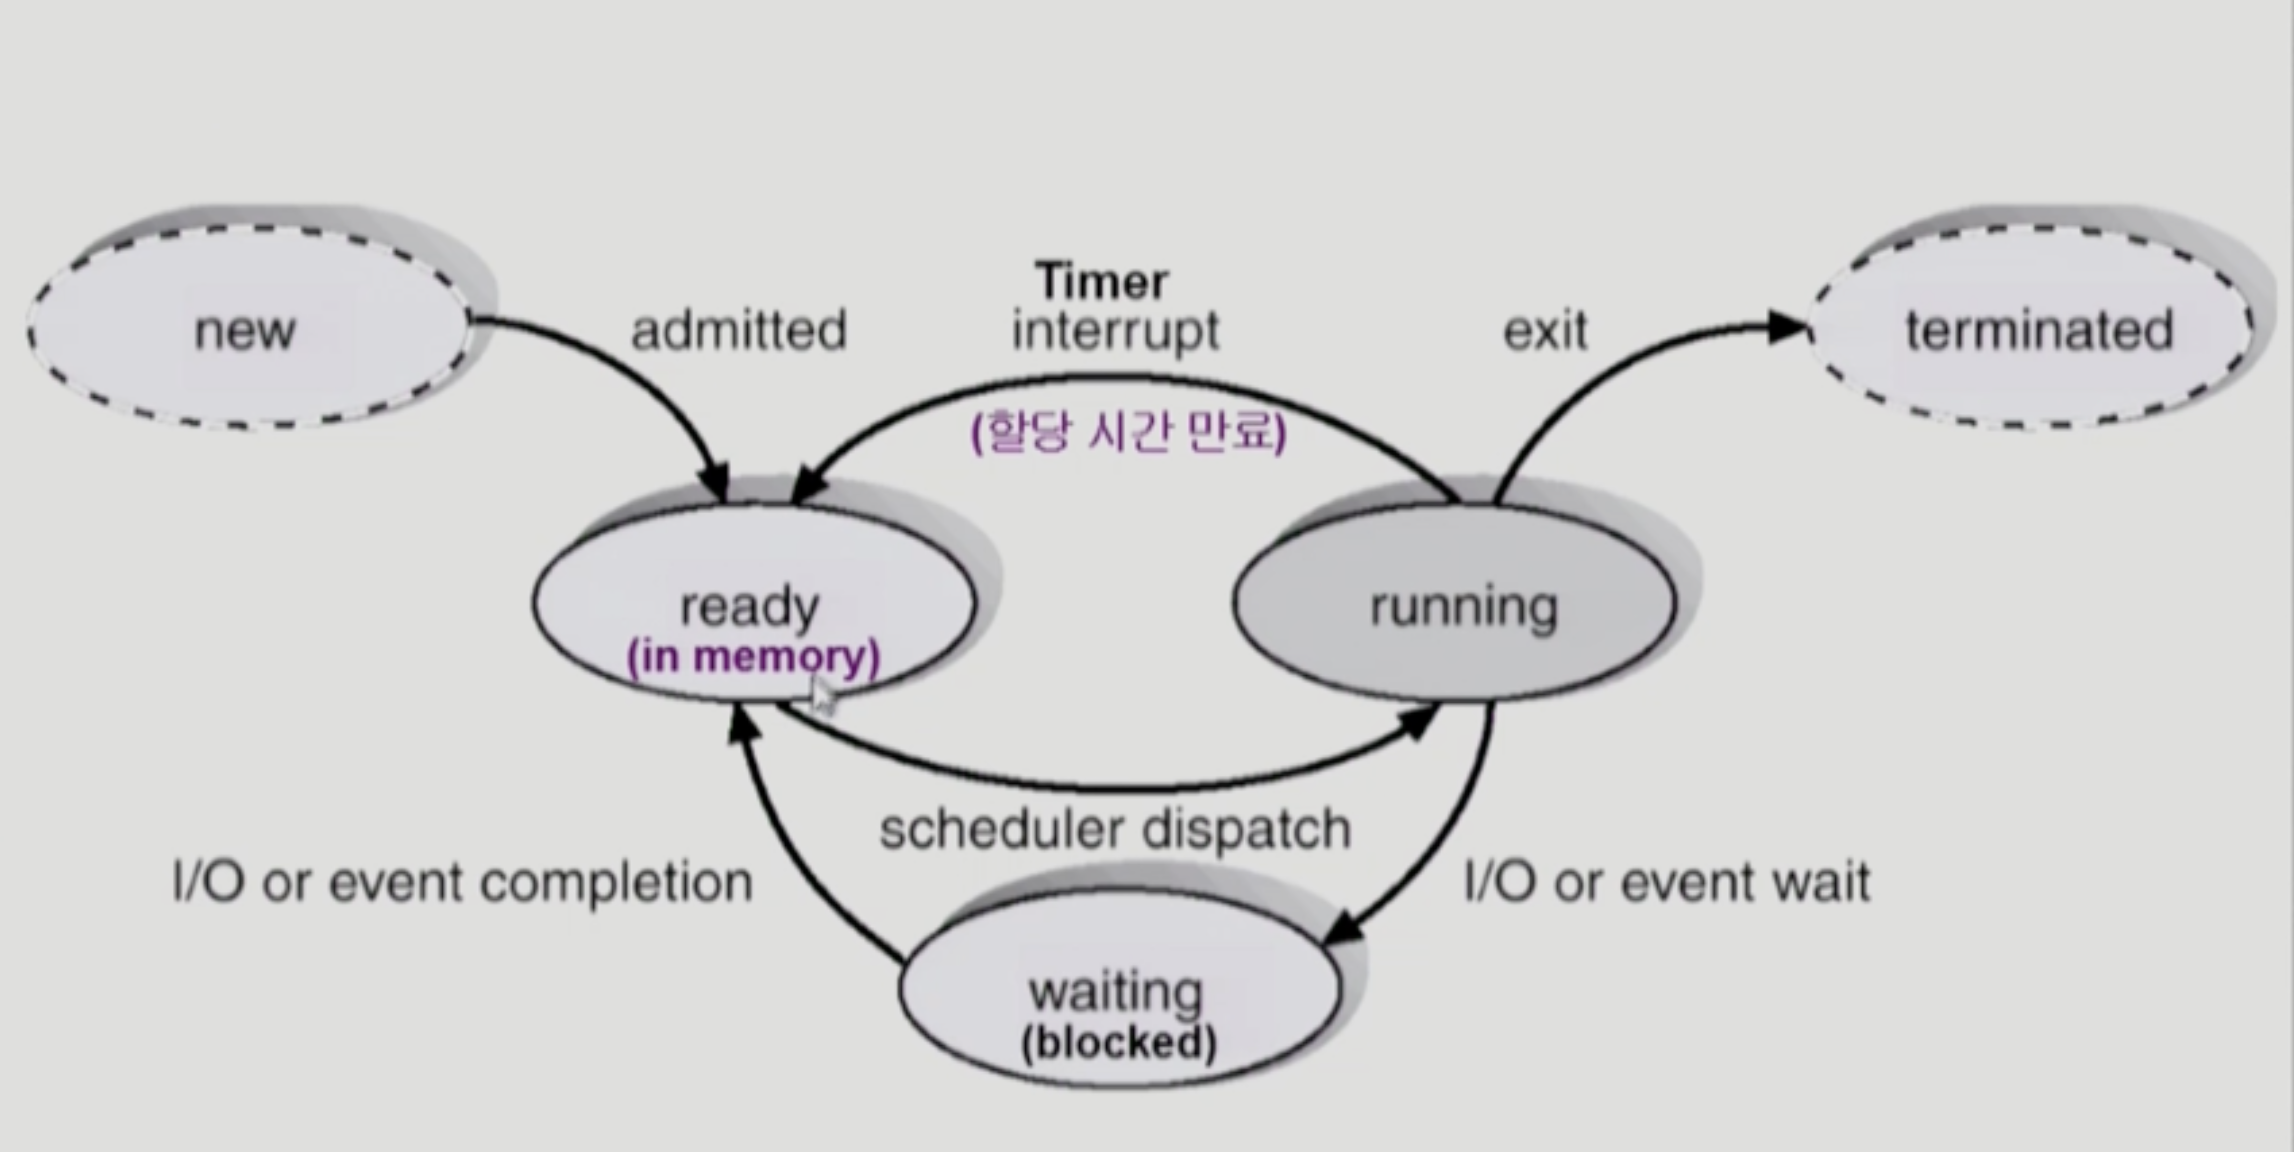 new
admitted
Timer
interrupt
(할당 시간 만료)
exit
terminated
ready
(in memory)
running
scheduler dispatch
I/O or event completion
I/O or event wait
waiting
(blocked)